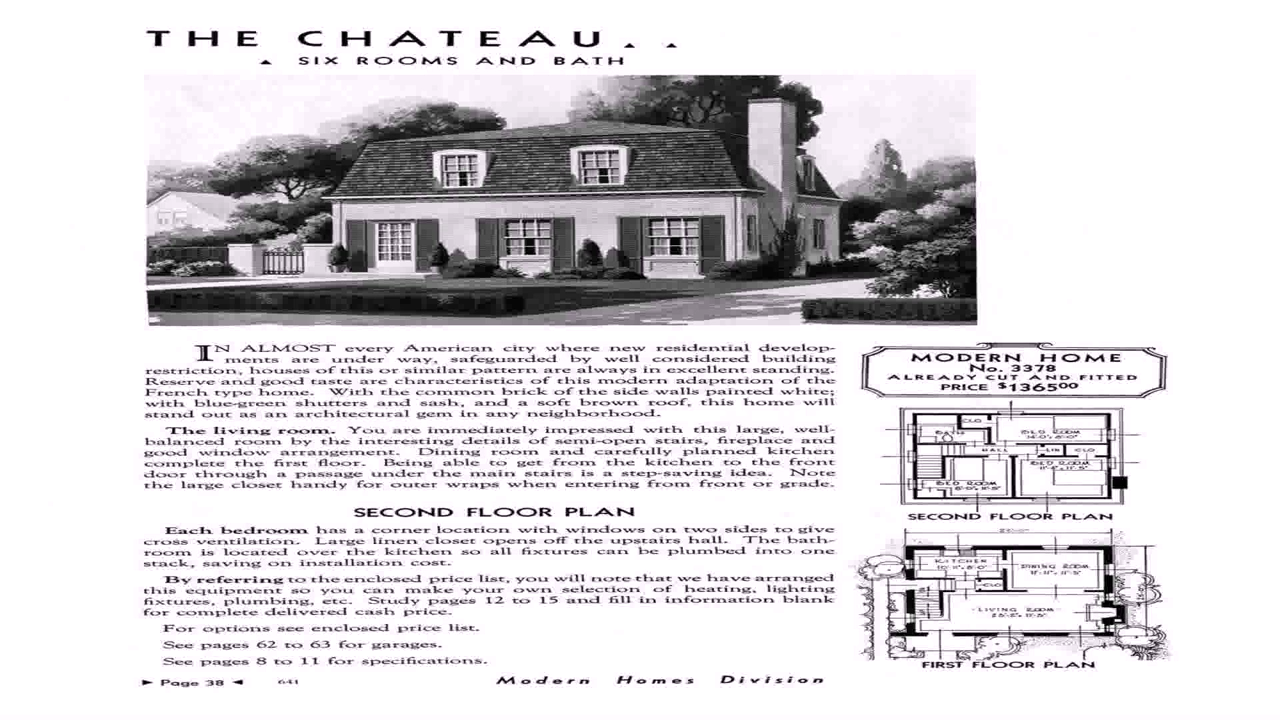 THE CHATEAU
SIX ROOMS AND BATH
IN ALMOST every American city where new residential develop-
ments are under way, safeguarded by well considered building
restriction, houses of this or similar pattern are always in excellent standing.
Reserve and good taste are characteristics of this modern adaptation of the
French type home. With the common brick of the side walls painted white;
with blue-green shutters and sash, and a soft brown roof, this home will
stand out as an architectural gem in any neighborhood.
The living room. You are immediately impressed with this large, well-
balanced room by the interesting details of semi-open stairs, fireplace and
good window arrangement. Dining room and carefully planned kitchen
complete the first floor. Being able to get from the kitchen to the front
door through a passage under the main stairs is a step-saving idea. Note
the large closet handy for outer wraps when entering from front or grade.
SECOND FLOOR PLAN
Each bedroom has a corner location with windows on two sides to give
cross ventilation. Large linen closet opens off the upstairs hall. The bath-
room is located over the kitchen so all fixtures can be plumbed into one
stack, saving on installation cost.
By referring to the enclosed price list, you will note that we have arranged
this equipment so you can make your own selection of heating, lighting
fixtures, plumbing, etc. Study pages 12 to 15 and fill in information blank
for complete delivered cash price.
For options see enclosed price list.
See pages 62 to 63 for garages.
See pages 8 to 11 for specifications.
Page 38
641
Modern Homes Division
MODERN HOME
No. 3378
ALREADY CUT AND FITTED
PRICE $1365.00
CLO
BED ROOM
HALL
LIN
CLO
BED ROOM
BED ROOM
SECOND FLOOR PLAN
KITCHEN
DINING ROOM
CLO
LIVING ROOM
FIRST FLOOR PLAN